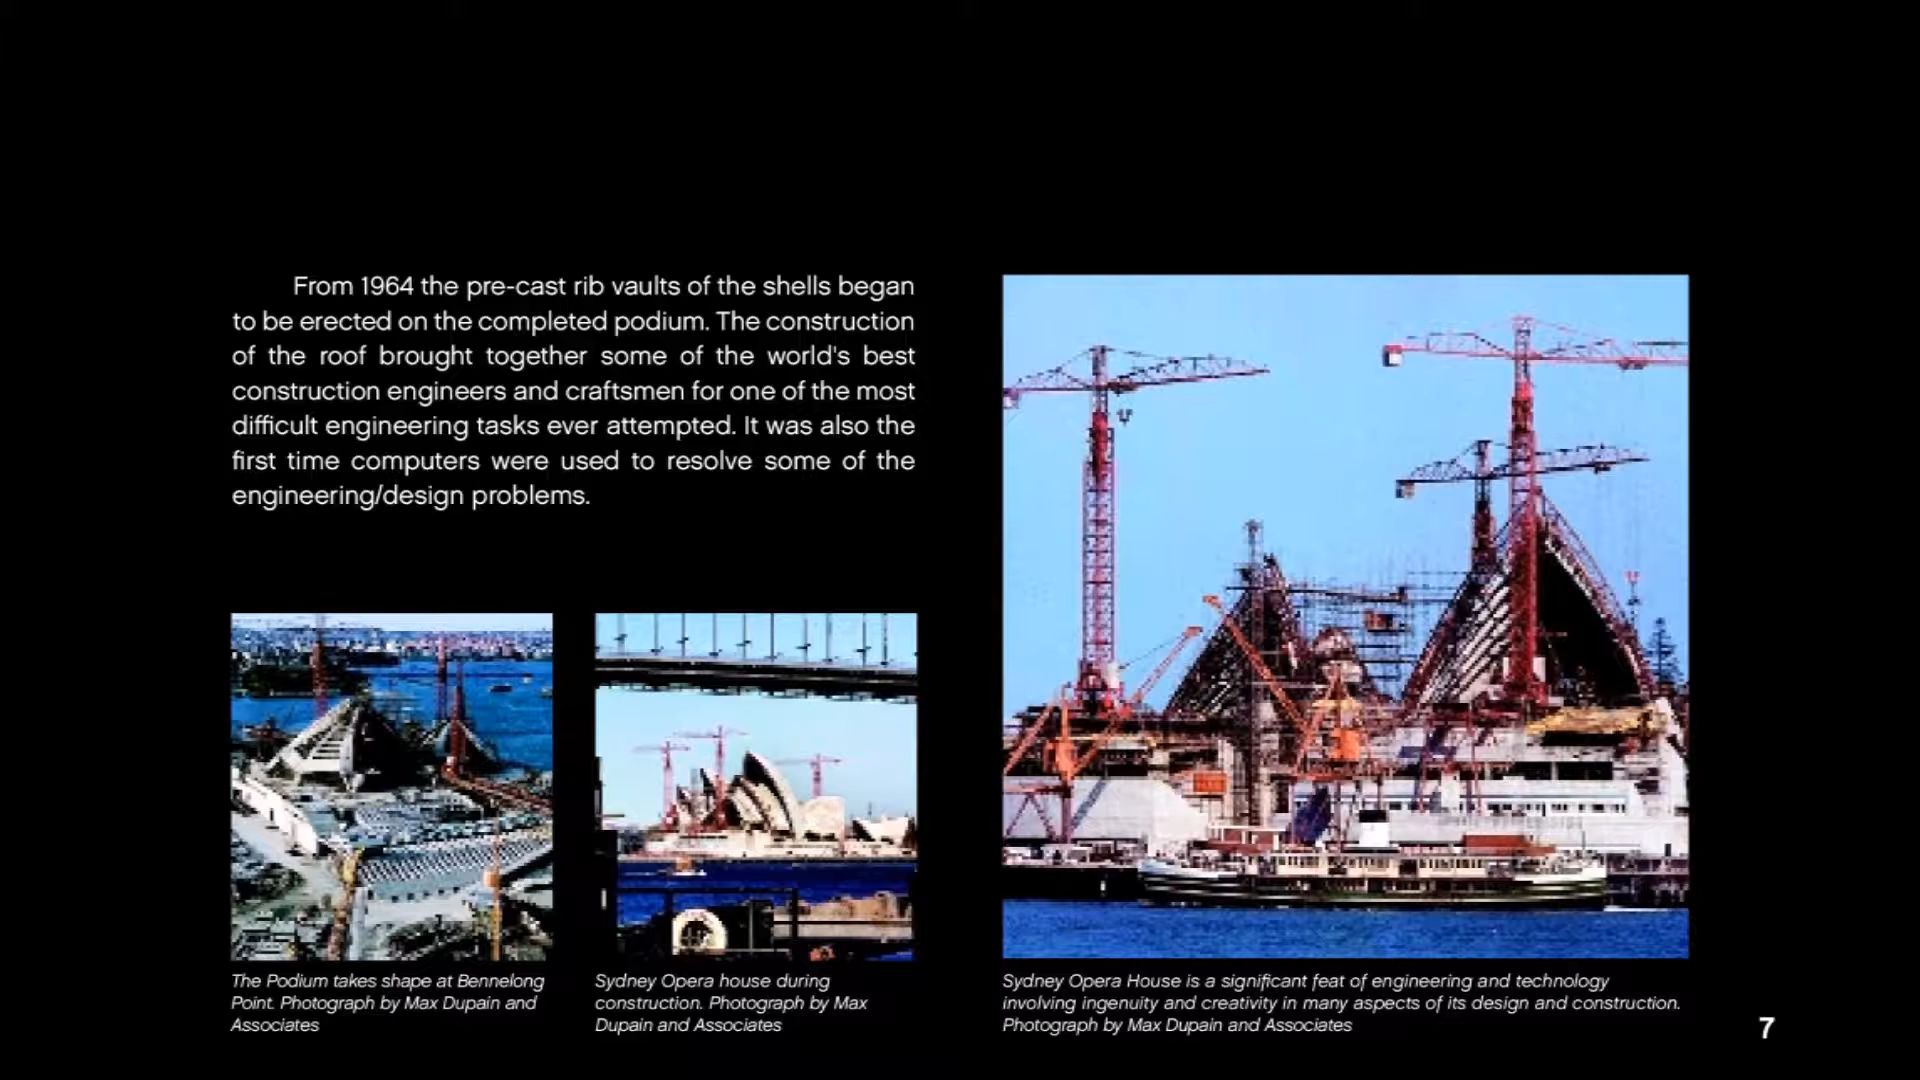 From 1964 the pre-cast rib vaults of the shells began
to be erected on the completed podium. The construction
of the roof brought together some of the world's best
construction engineers and craftsmen for one of the most
difficult engineering tasks ever attempted. It was also the
first time computers were used to resolve some of the
engineering/design problems.
The Podium takes shape at Bennelong
Point. Photograph by Max Dupain and
Associates
Sydney Opera house during
construction. Photograph by Max
Dupain and Associates
Sydney Opera House is a significant feat of engineering and technology
involving ingenuity and creativity in many aspects of its design and construction.
Photograph by Max Dupain and Associates
7